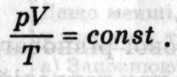 pV/T = const .